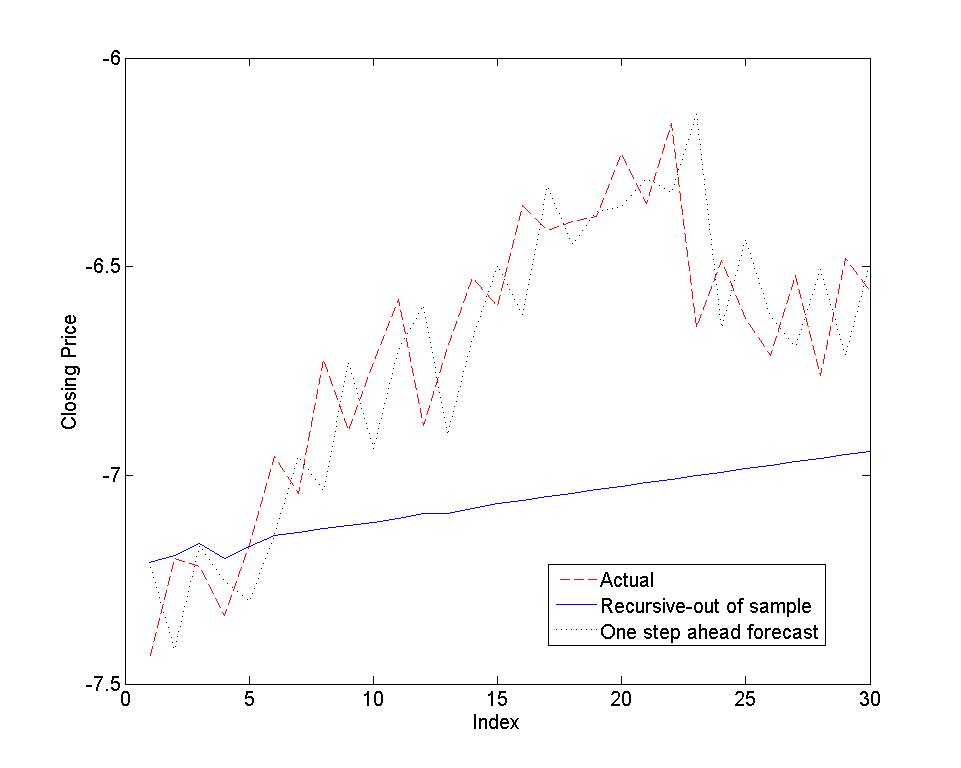 -6
-6.5
-7
-7.5
Closing Price
0 5 10 15 20 25 30
Index
Actual
Recursive-out of sample
One step ahead forecast